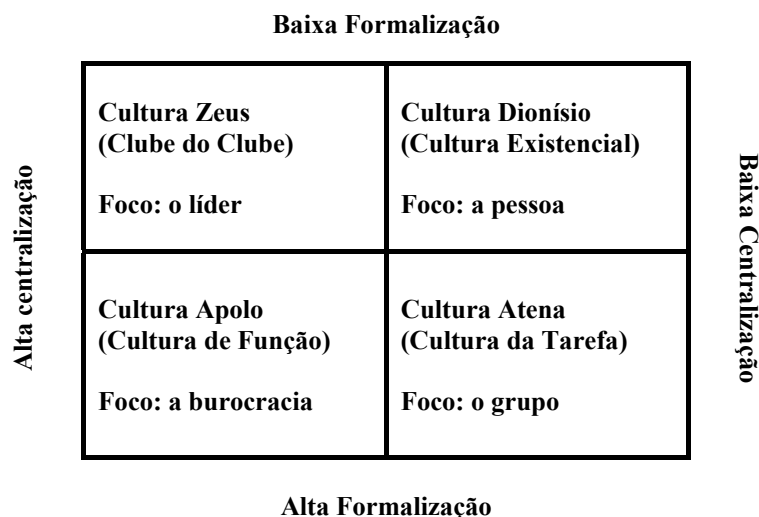 Baixa Formalização
Alta centralização
Cultura Zeus
(Clube do Clube)
Foco: o líder
Cultura Dionísio
(Cultura Existencial)
Foco: a pessoa
Baixa Centralização
Cultura Apolo
(Cultura de Função)
Foco: a burocracia
Cultura Atena
(Cultura da Tarefa)
Foco: o grupo
Alta Formalização